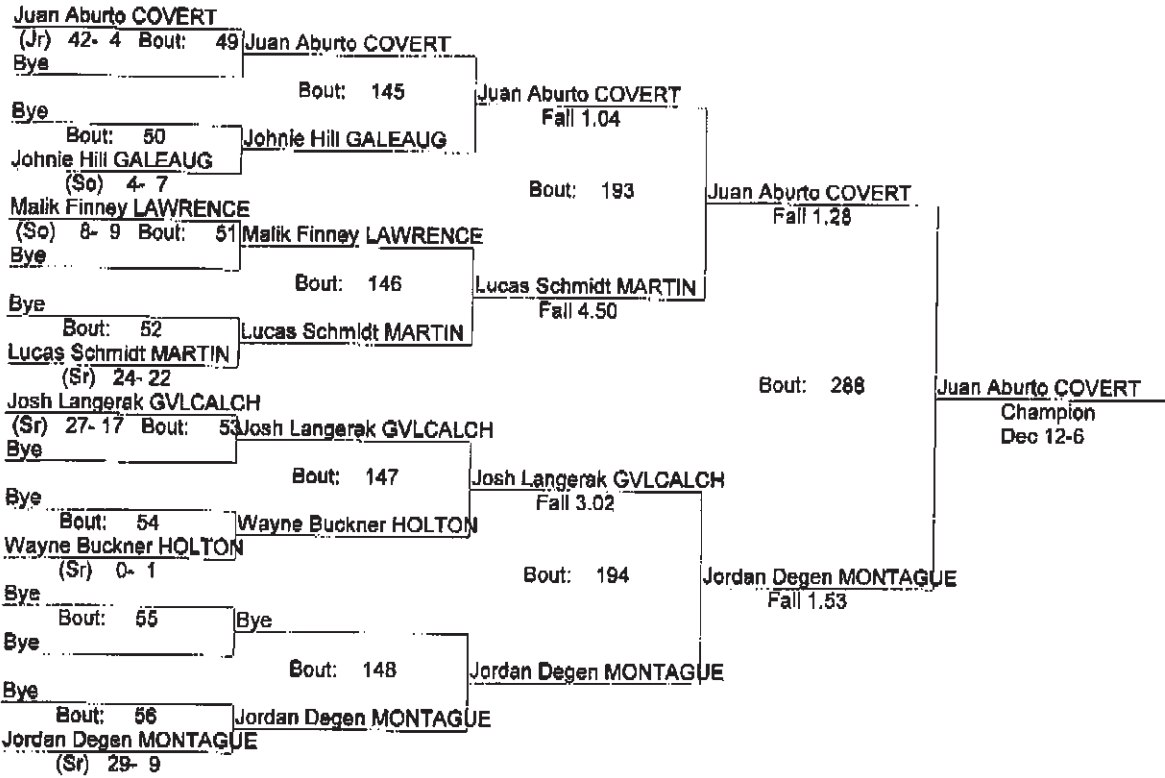 Juan Aburto COVERT
(Jr) 42- 4 Bout: 49
Bye
Bye
Bout: 50
Johnie Hill GALEAUG
(So) 4- 7
Malik Finney LAWRENCE
(So) 8- 9 Bout: 51
Bye
Bye
Bout: 52
Lucas Schmidt MARTIN
(Sr) 24- 22
Josh Langerak GVLCALCH
(Sr) 27- 17 Bout: 53
Bye
Bye
Bout: 54
Wayne Buckner HOLTON
(Sr) 0- 1
Bye
Bout: 55
Bye
Bye
Bout: 56
Jordan Degen MONTAGUE
(Sr) 29- 9
Juan Aburto COVERT
Bout: 145
Johnie Hill GALEAUG
Malik Finney LAWRENCE
Bout: 146
Lucas Schmidt MARTIN
Josh Langerak GVLCALCH
Bout: 147
Wayne Buckner HOLTON
Bye
Bout: 148
Jordan Degen MONTAGUE
Juan Aburto COVERT
Fall 1.04
Bout: 193
Lucas Schmidt MARTIN
Fall 4.50
Josh Langerak GVLCALCH
Fall 3.02
Bout: 194
Jordan Degen MONTAGUE
Juan Aburto COVERT
Fall 1.28
Bout: 288
Jordan Degen MONTAGUE
Fall 1.53
Juan Aburto COVERT
Champion
Dec 12-6